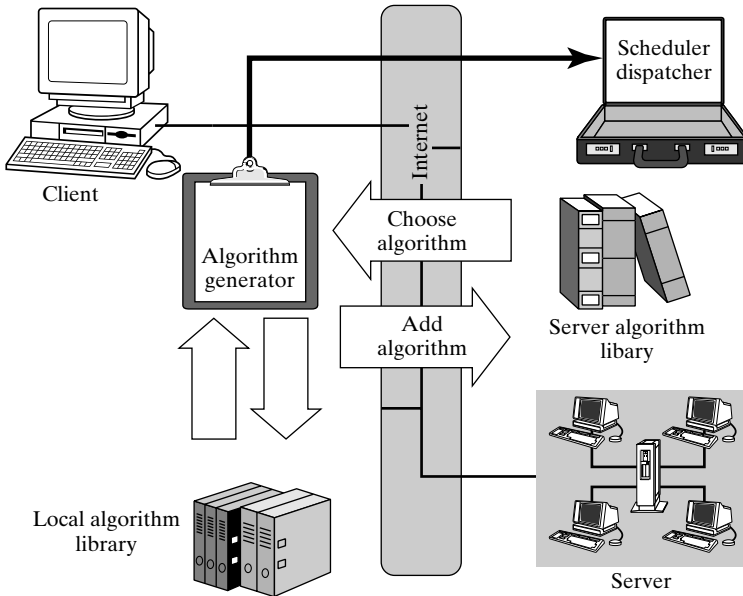 Scheduler
dispatcher
Internet
Client
Choose
algorithm
Algorithm
generator
Add
algorithm
Server algorithm
libary
Local algorithm
library
Server